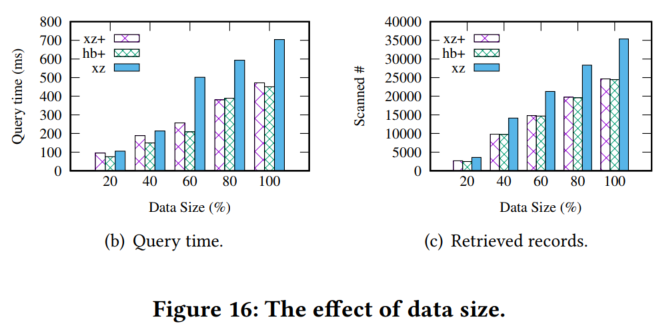 800
700
600
500
400
300
200
100
0
Query time (ms)
xz+
hb+
xz
20 40 60 80 100
Data Size (%)
(b) Query time.
40000
35000
30000
25000
20000
15000
10000
5000
0
Scanned #
xz+
hb+
xz
20 40 60 80 100
Data Size (%)
(c) Retrieved records.
Figure 16: The effect of data size.